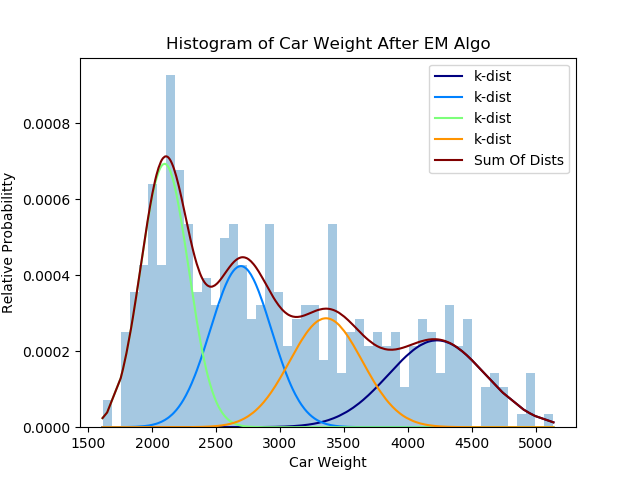 Histogram of Car Weight After EM Algo
k-dist
k-dist
k-dist
k-dist
Sum Of Dists
0.0008
0.0006
0.0004
0.0002
0.0000
Relative Probabilitty
1500 2000 2500 3000 3500 4000 4500 5000
Car Weight